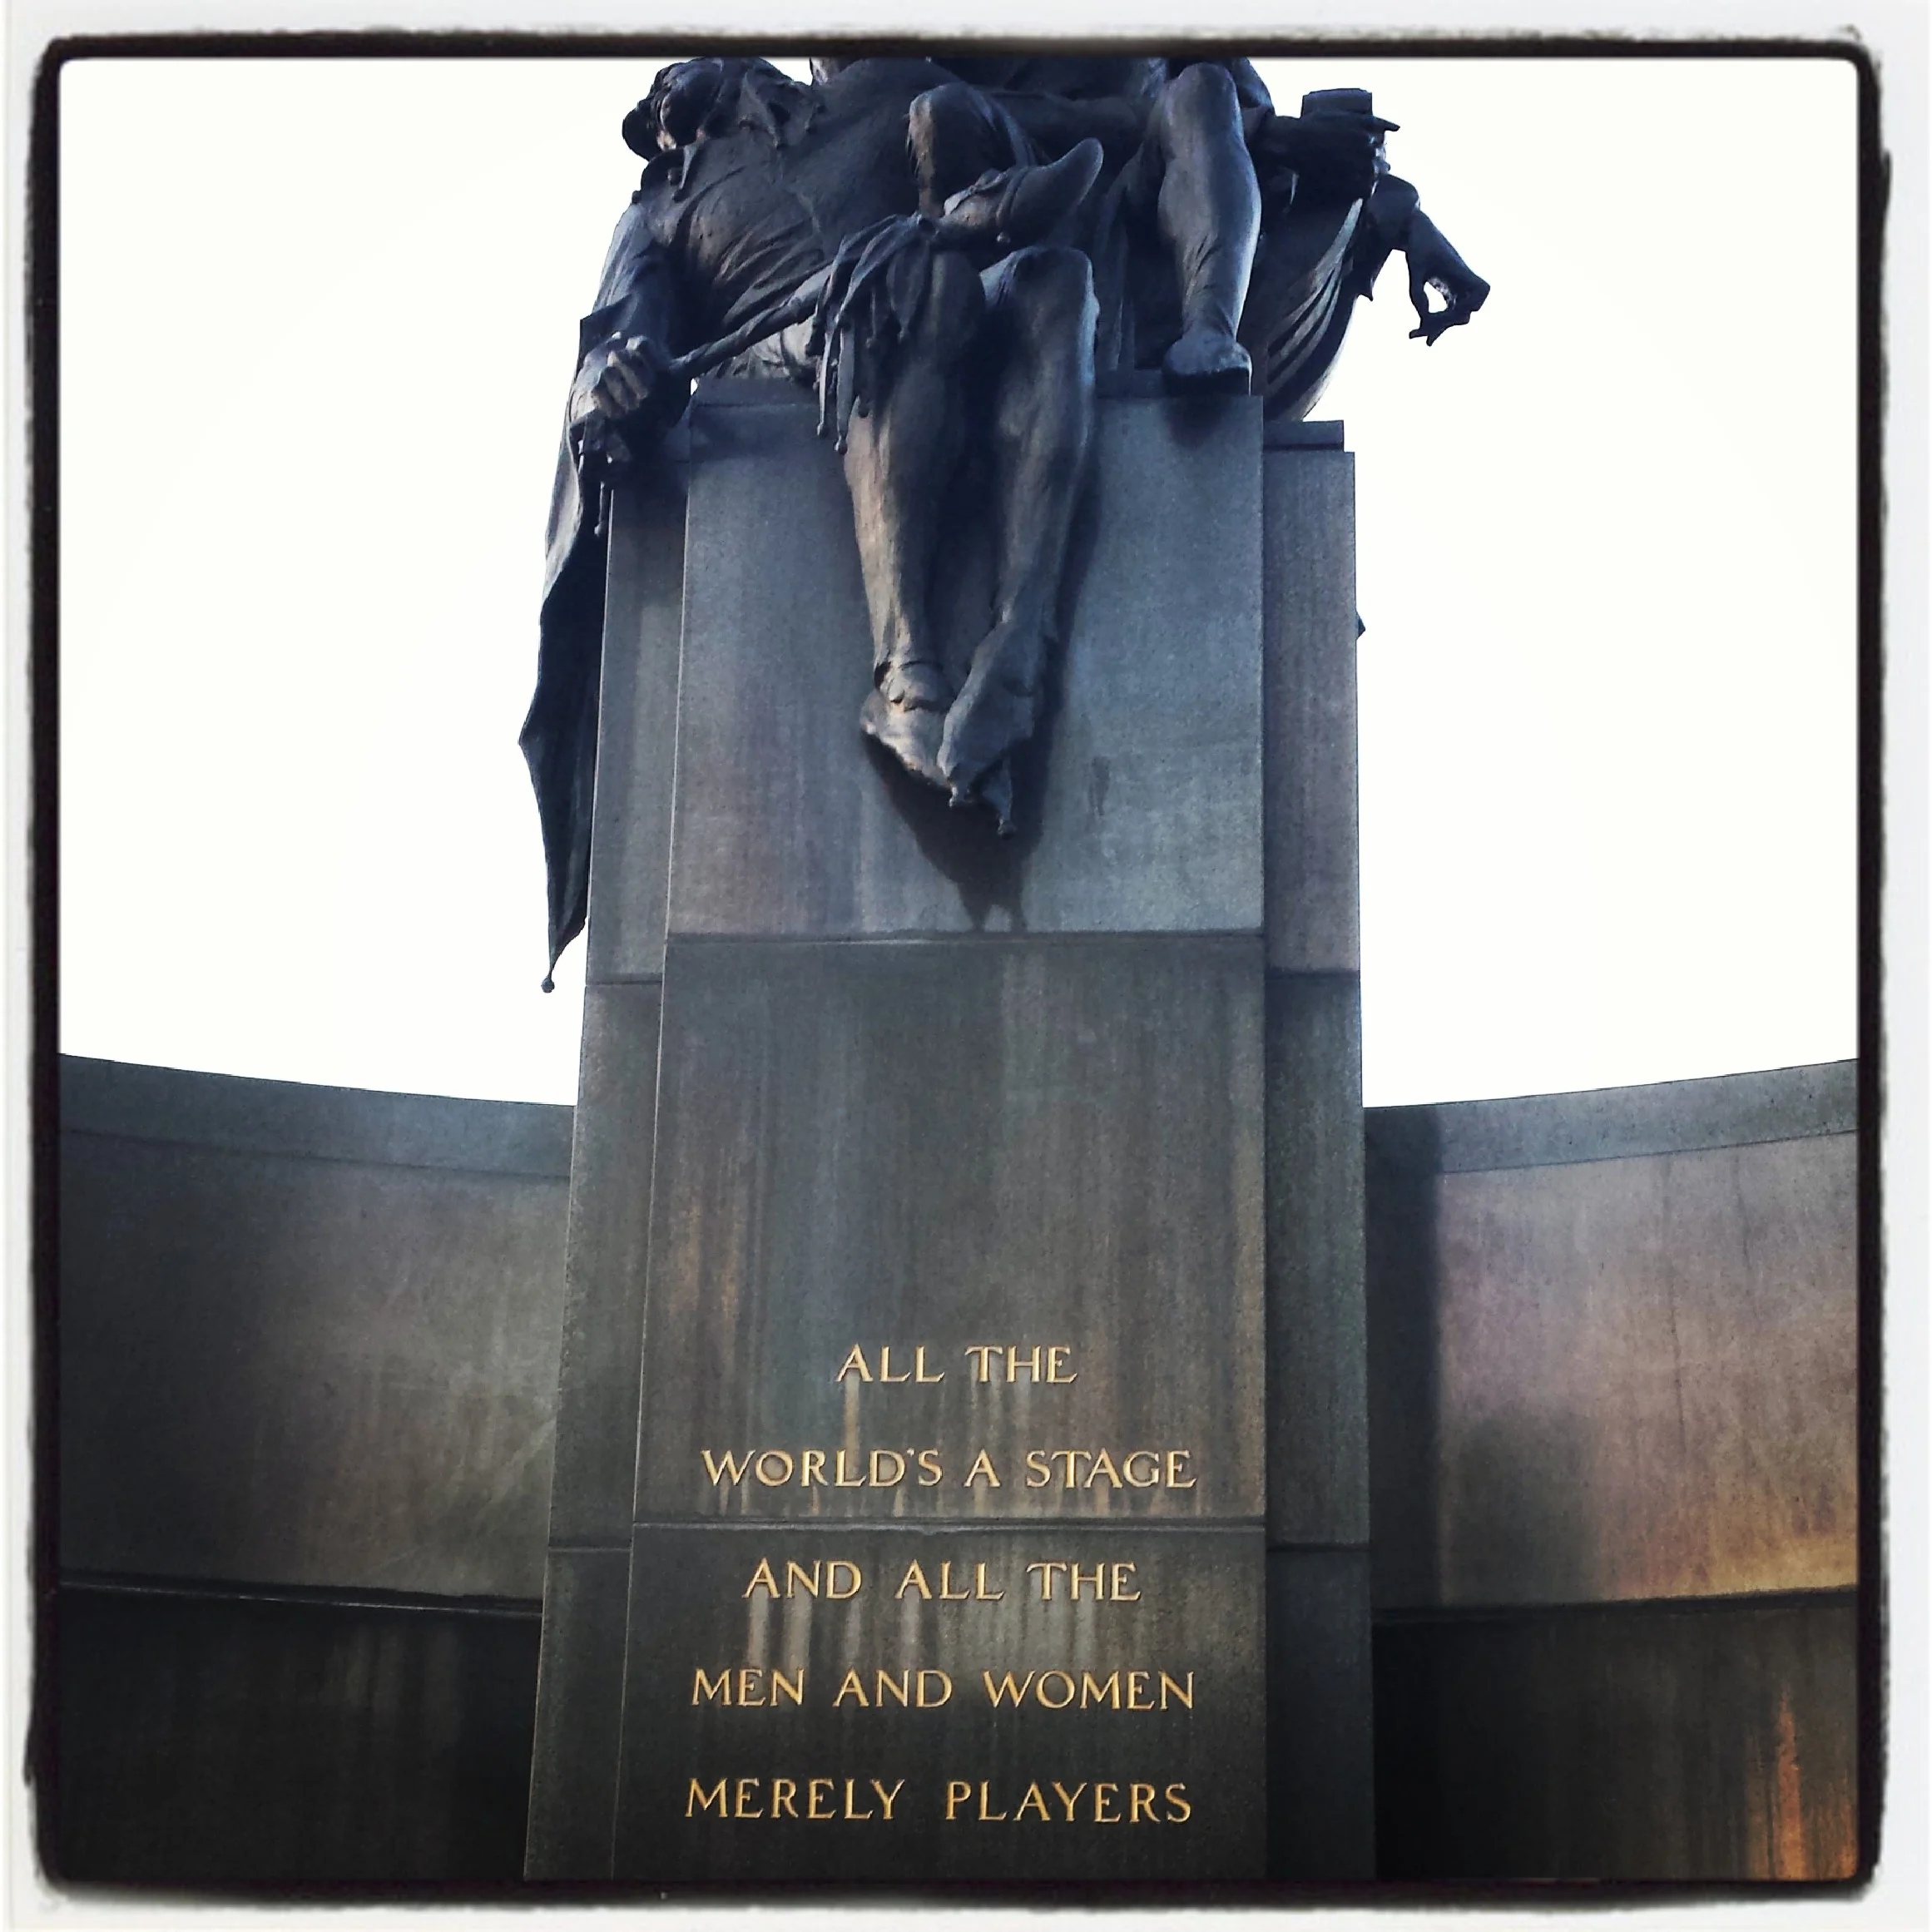 ALL THE
WORLD'S A STAGE
AND ALL THE
MEN AND WOMEN
MERELY PLAYERS